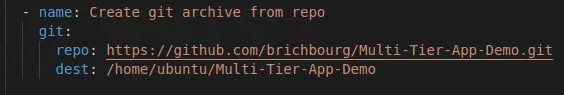 - name: Create git archive from repo
git:
repo: https://github.com/brichbourg/Multi-Tier-App-Demo.git
dest: /home/ubuntu/Multi-Tier-App-Demo